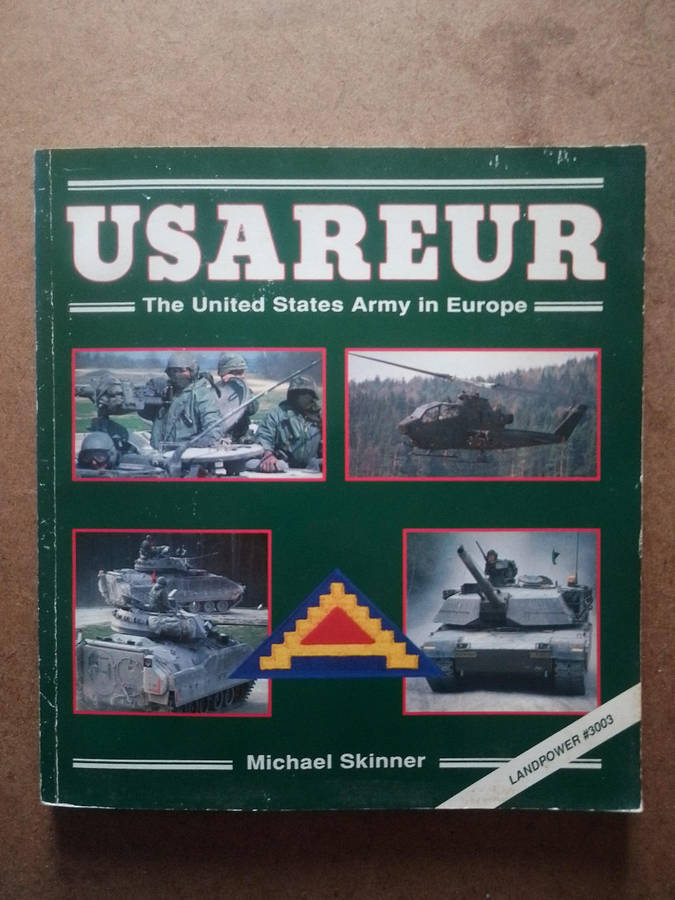 USAREUR
The United States Army in Europe
Michael Skinner
LANDPOWER #3003